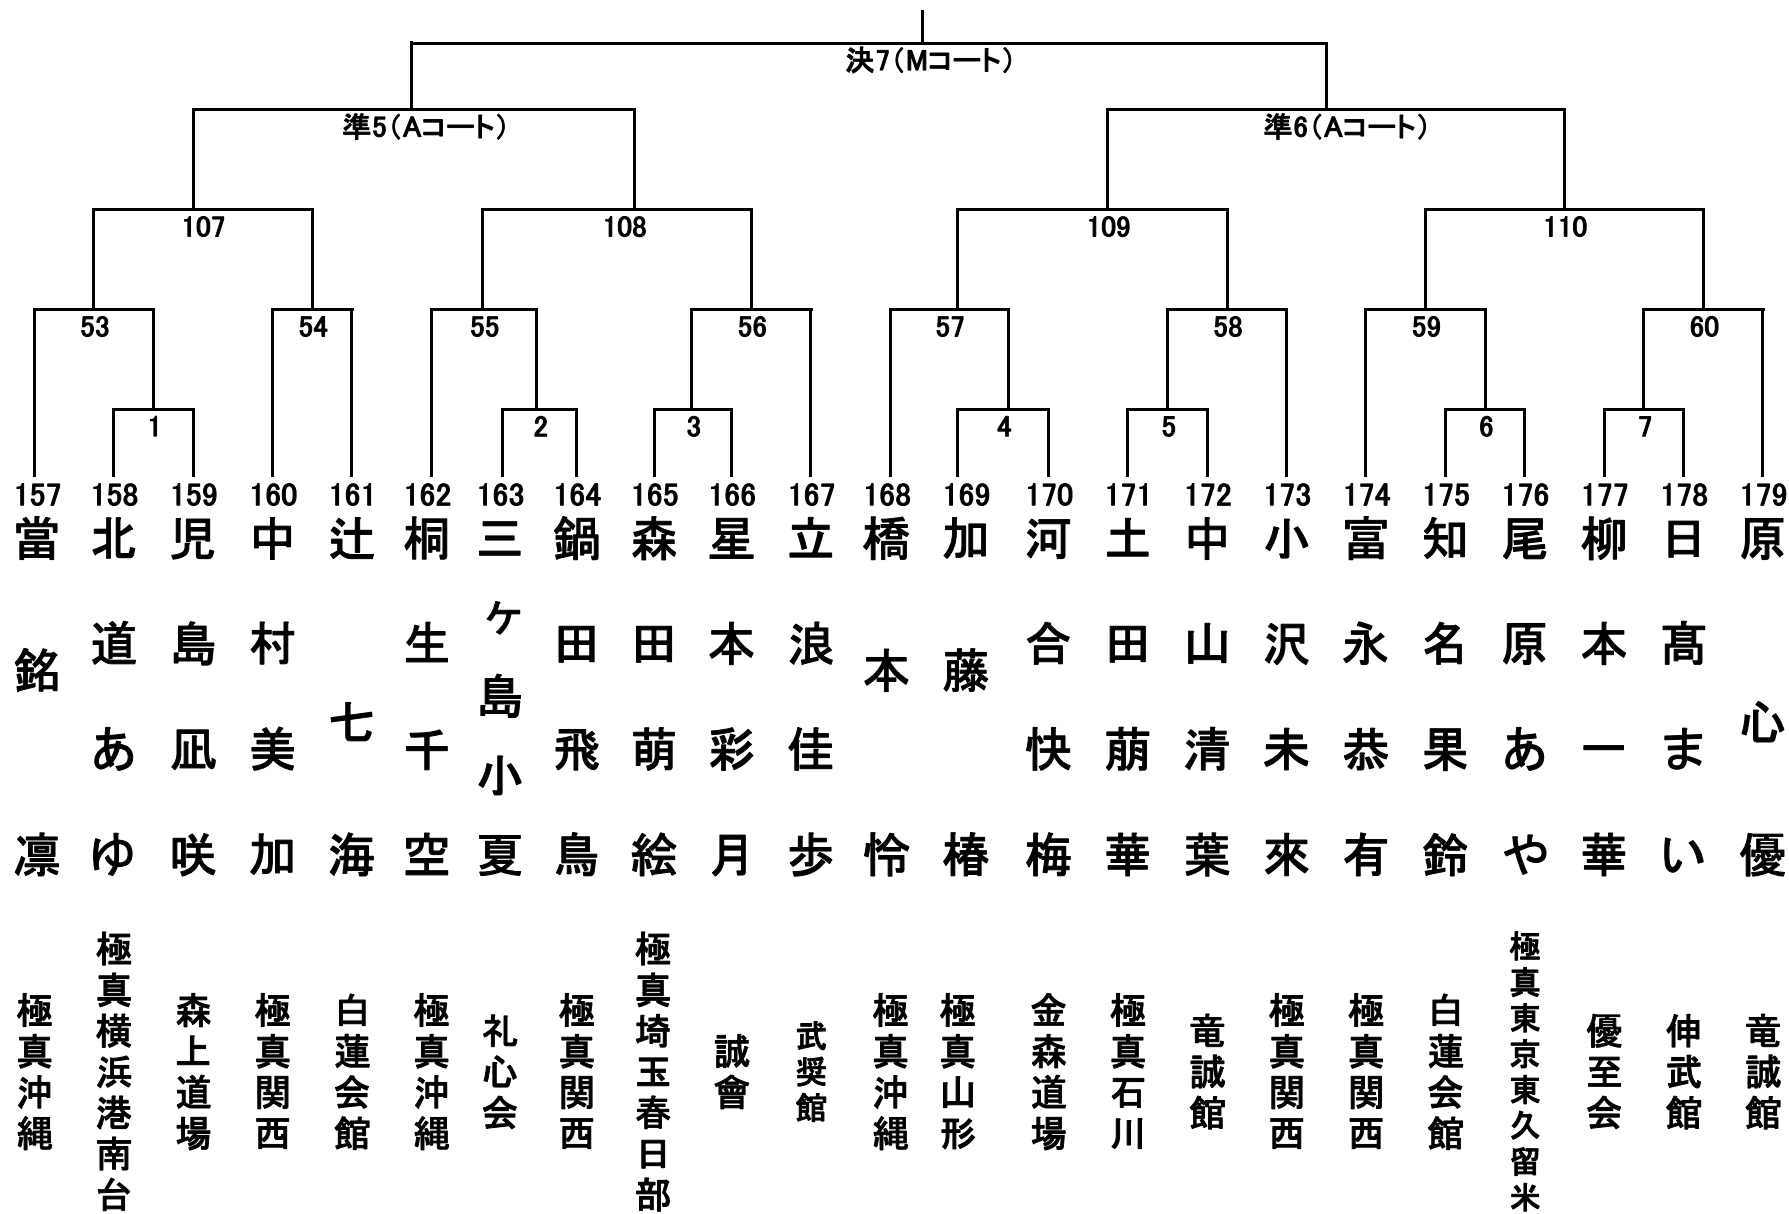 決7(Mコート)
準5(Aコート)
準6(Aコート)
107
108
109
110
53
54
55
56
57
58
59
60
1
2
3
4
5
6
7
157
當銘凛
極真沖縄
158
北道あゆ
極真横浜港南台
159
児島凪咲
森上道場
160
中村美加
極真関西
161
辻七海
白蓮会館
162
桐生千空
極真沖縄
163
三ヶ島小夏
礼心会
164
鍋田飛鳥
極真関西
165
森田萌絵
極真埼玉春日部
166
星本彩月
誠會
167
立浪佳歩
武奨館
168
橋本怜
極真沖縄
169
加藤椿
極真山形
170
河合快梅
金森道場
171
土田萠華
極真石川
172
中山清葉
竜誠館
173
小沢未來
極真関西
174
富永恭有
極真関西
175
知名果鈴
白蓮会館
176
尾原あや
極真東京東久留米
177
柳本一華
優至会
178
日髙まい
伸武館
179
原心優
竜誠館